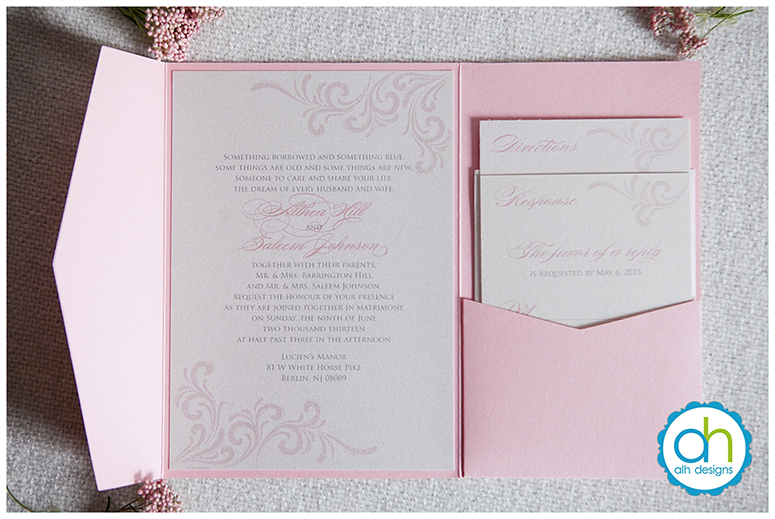 Something borrowed and something blue,
some things are old and some things are new.
Someone to care and share your life
the dream of every husband and wife.
Althea Hill
and
Saleem Johnson
together with their parents,
Mr. & Mrs. Barrington Hill
and Mr. & Mrs. Saleem Johnson,
request the honour of your presence
as they are joined together in matrimony
on Sunday, the ninth of June
two thousand thirteen
at half past three in the afternoon
Lucien's Manor
81 W White Horse Pike
Berlin, NJ 08009
Directions
Response
The favor of a reply
is requested by May 6, 2013.
ah
alh designs